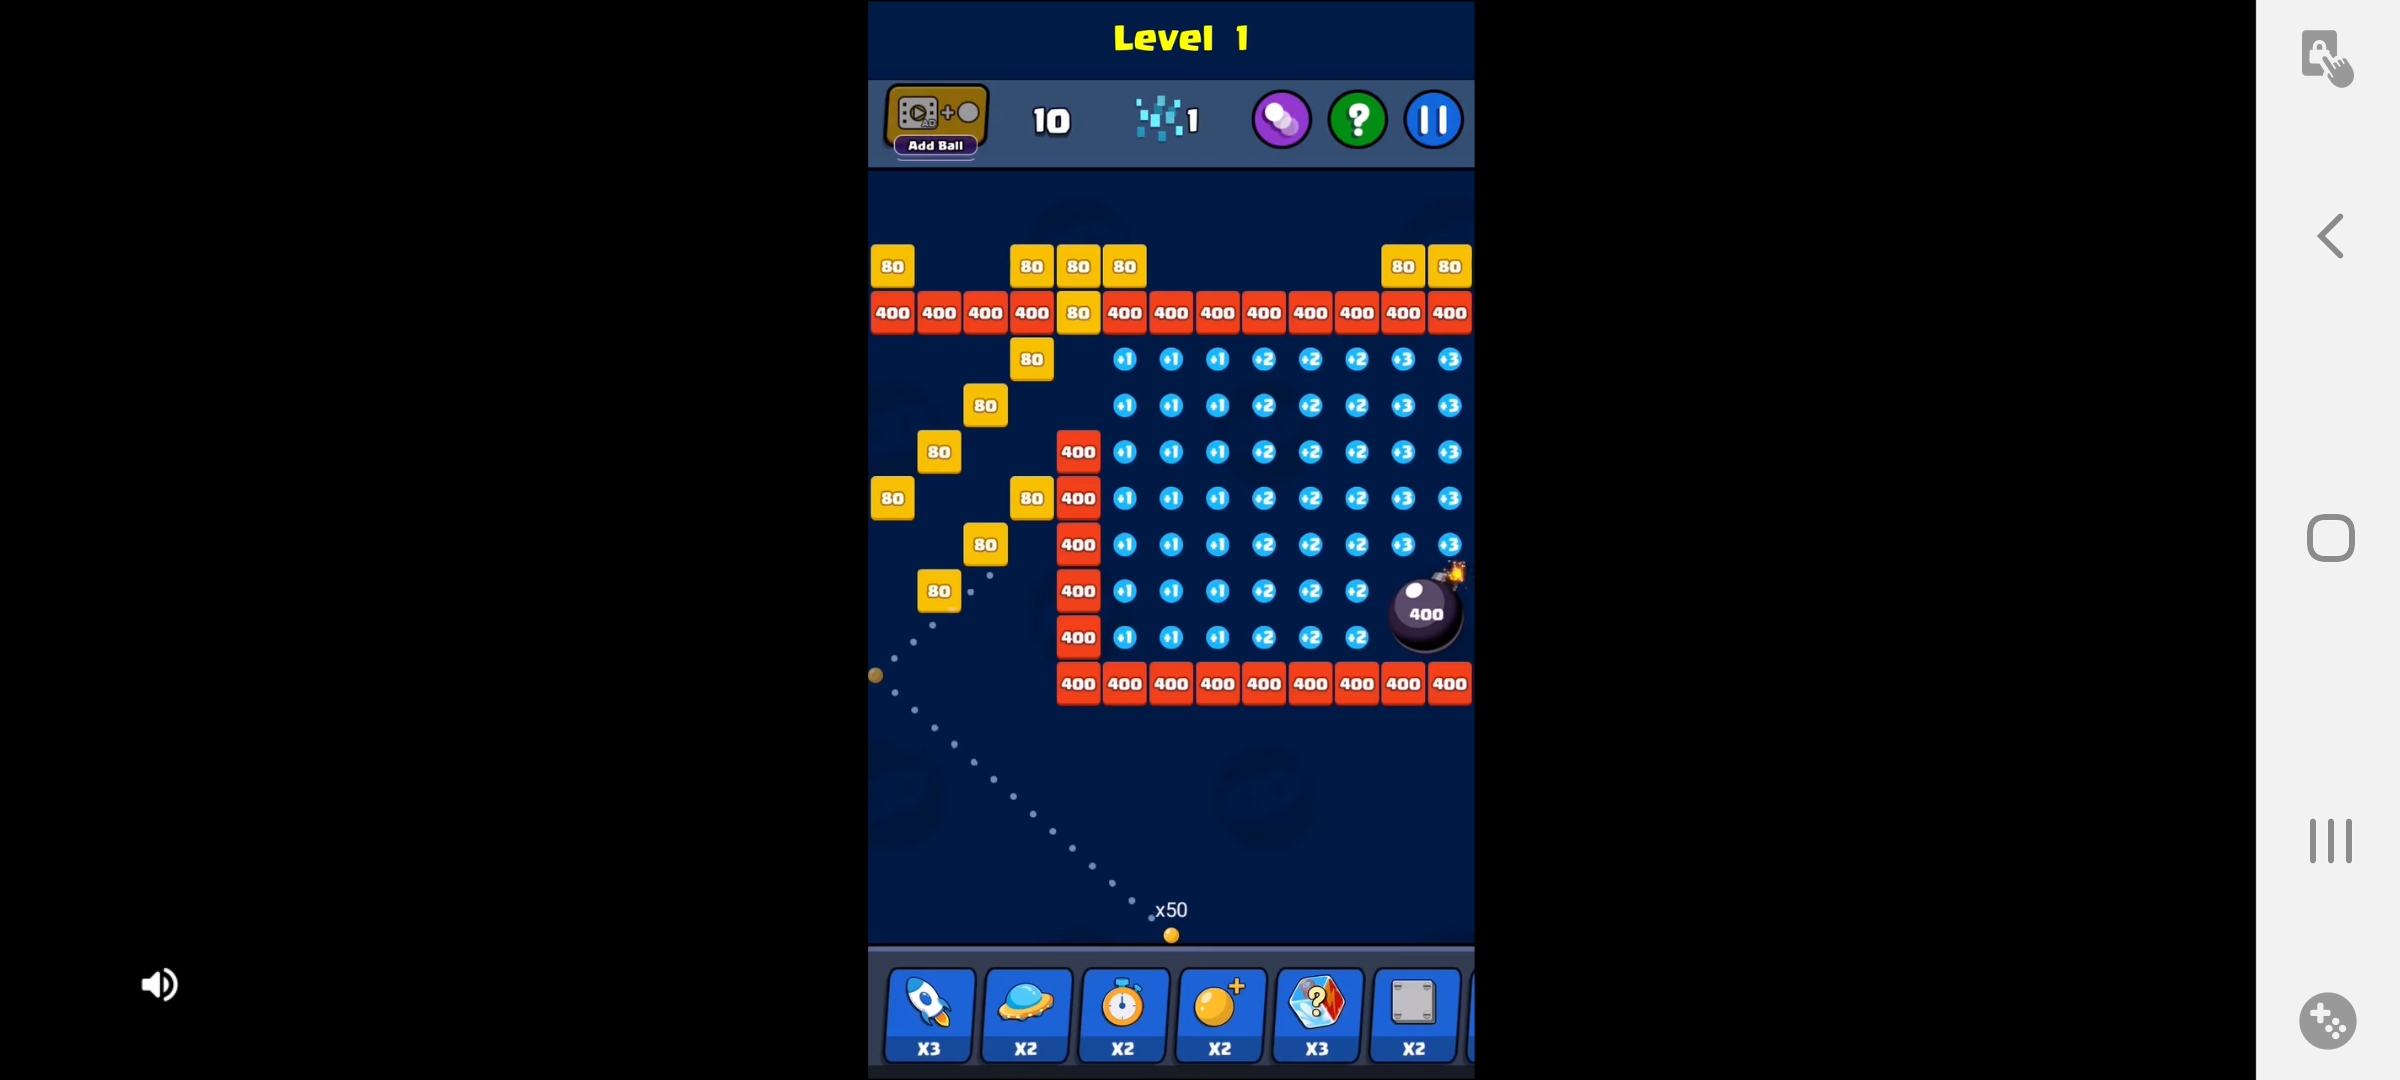 Level 1
AD
Add Ball
10
1
?
80 80 80 80 80 80
400 400 400 400 80 400 400 400 400 400 400 400 400
80 +1 +1 +1 +2 +2 +2 +3 +3
80 +1 +1 +1 +2 +2 +2 +3 +3
80 400 +1 +1 +1 +2 +2 +2 +3 +3
80 80 400 +1 +1 +1 +2 +2 +2 +3 +3
80 400 +1 +1 +1 +2 +2 +2 +3 +3
80 400 +1 +1 +1 +2 +2 +2
400
400 +1 +1 +1 +2 +2 +2
400 400 400 400 400 400 400 400 400
x50
?
X3 X2 X2 X2 X3 X2